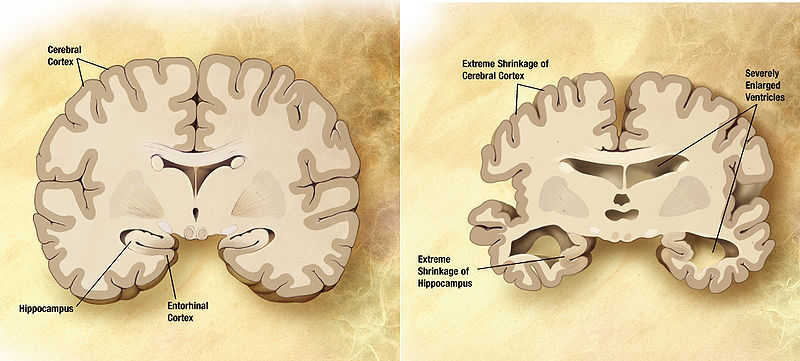 Cerebral
Cortex
Hippocampus
Entorhinal
Cortex
Extreme Shrinkage of
Cerebral Cortex
Severely
Enlarged
Ventricles
Extreme
Shrinkage of
Hippocampus